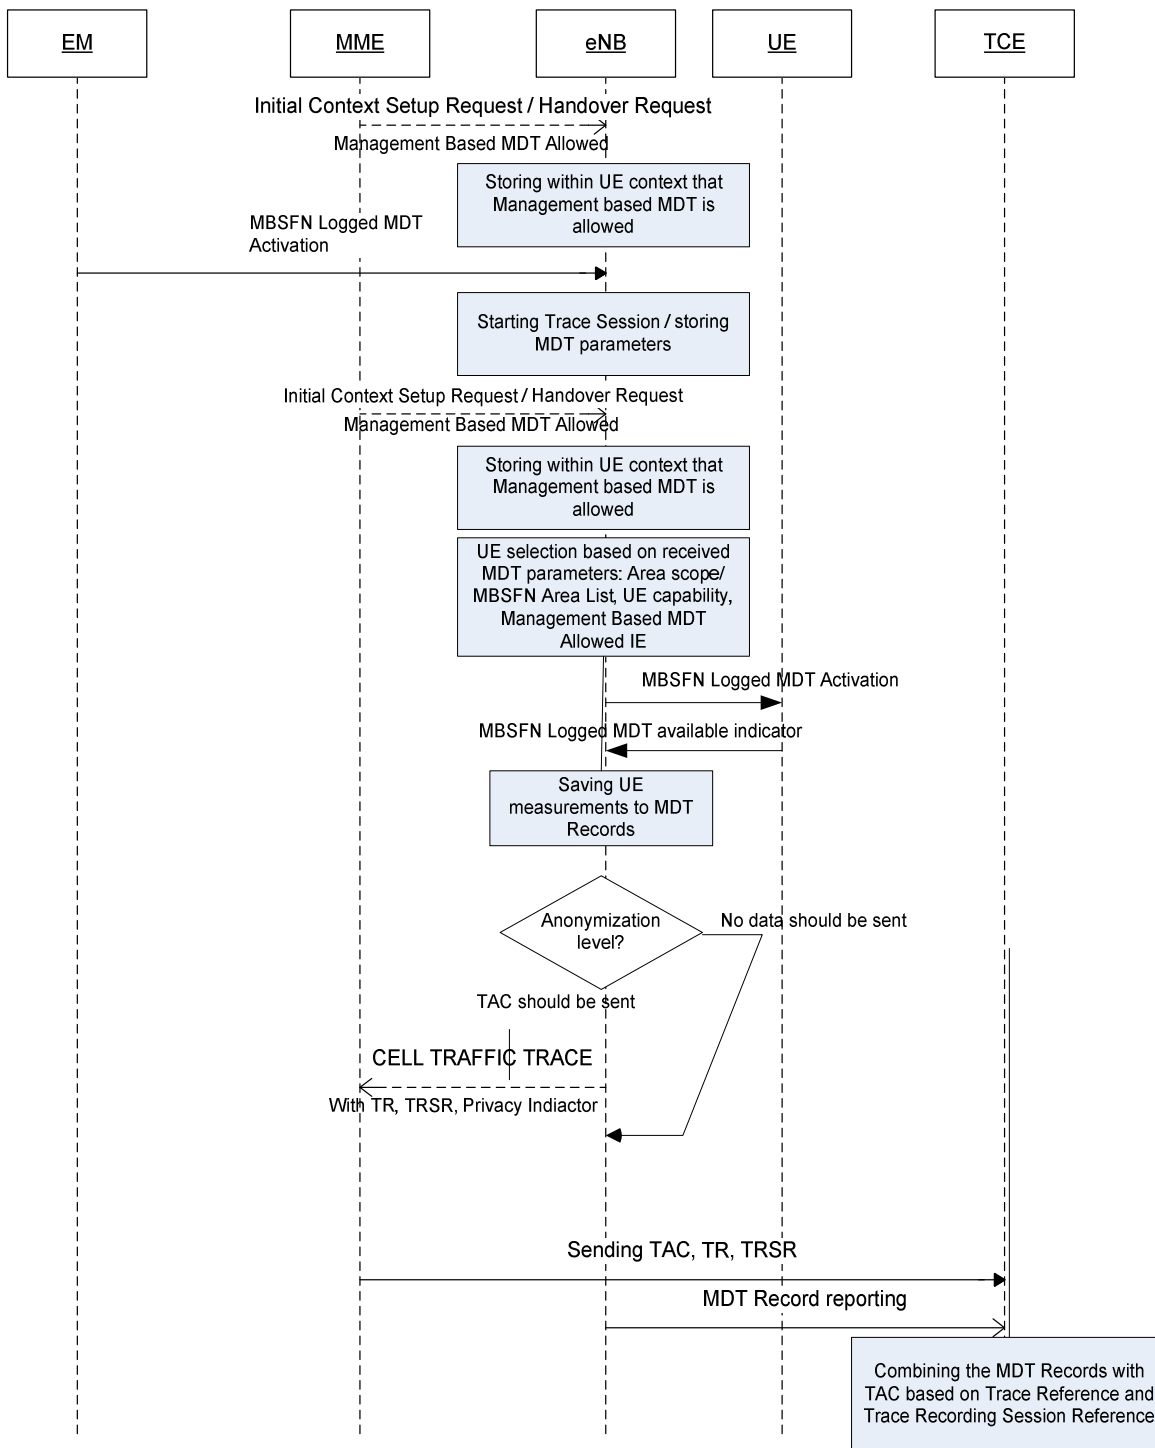 EM
MME
eNB
UE
TCE
Initial Context Setup Request / Handover Request
Management Based MDT Allowed
Storing within UE context that
Management based MDT is
allowed
MBSFN Logged MDT
Activation
Starting Trace Session / storing
MDT parameters
Initial Context Setup Request / Handover Request
Management Based MDT Allowed
Storing within UE context that
Management based MDT is
allowed
UE selection based on received
MDT parameters: Area scope/
MBSFN Area List, UE capability,
Management Based MDT
Allowed IE
MBSFN Logged MDT Activation
MBSFN Logged MDT available indicator
Saving UE
measurements to MDT
Records
Anonymization
level?
No data should be sent
TAC should be sent
CELL TRAFFIC TRACE
With TR, TRSR, Privacy Indiactor
Sending TAC, TR, TRSR
MDT Record reporting
Combining the MDT Records with
TAC based on Trace Reference and
Trace Recording Session Reference